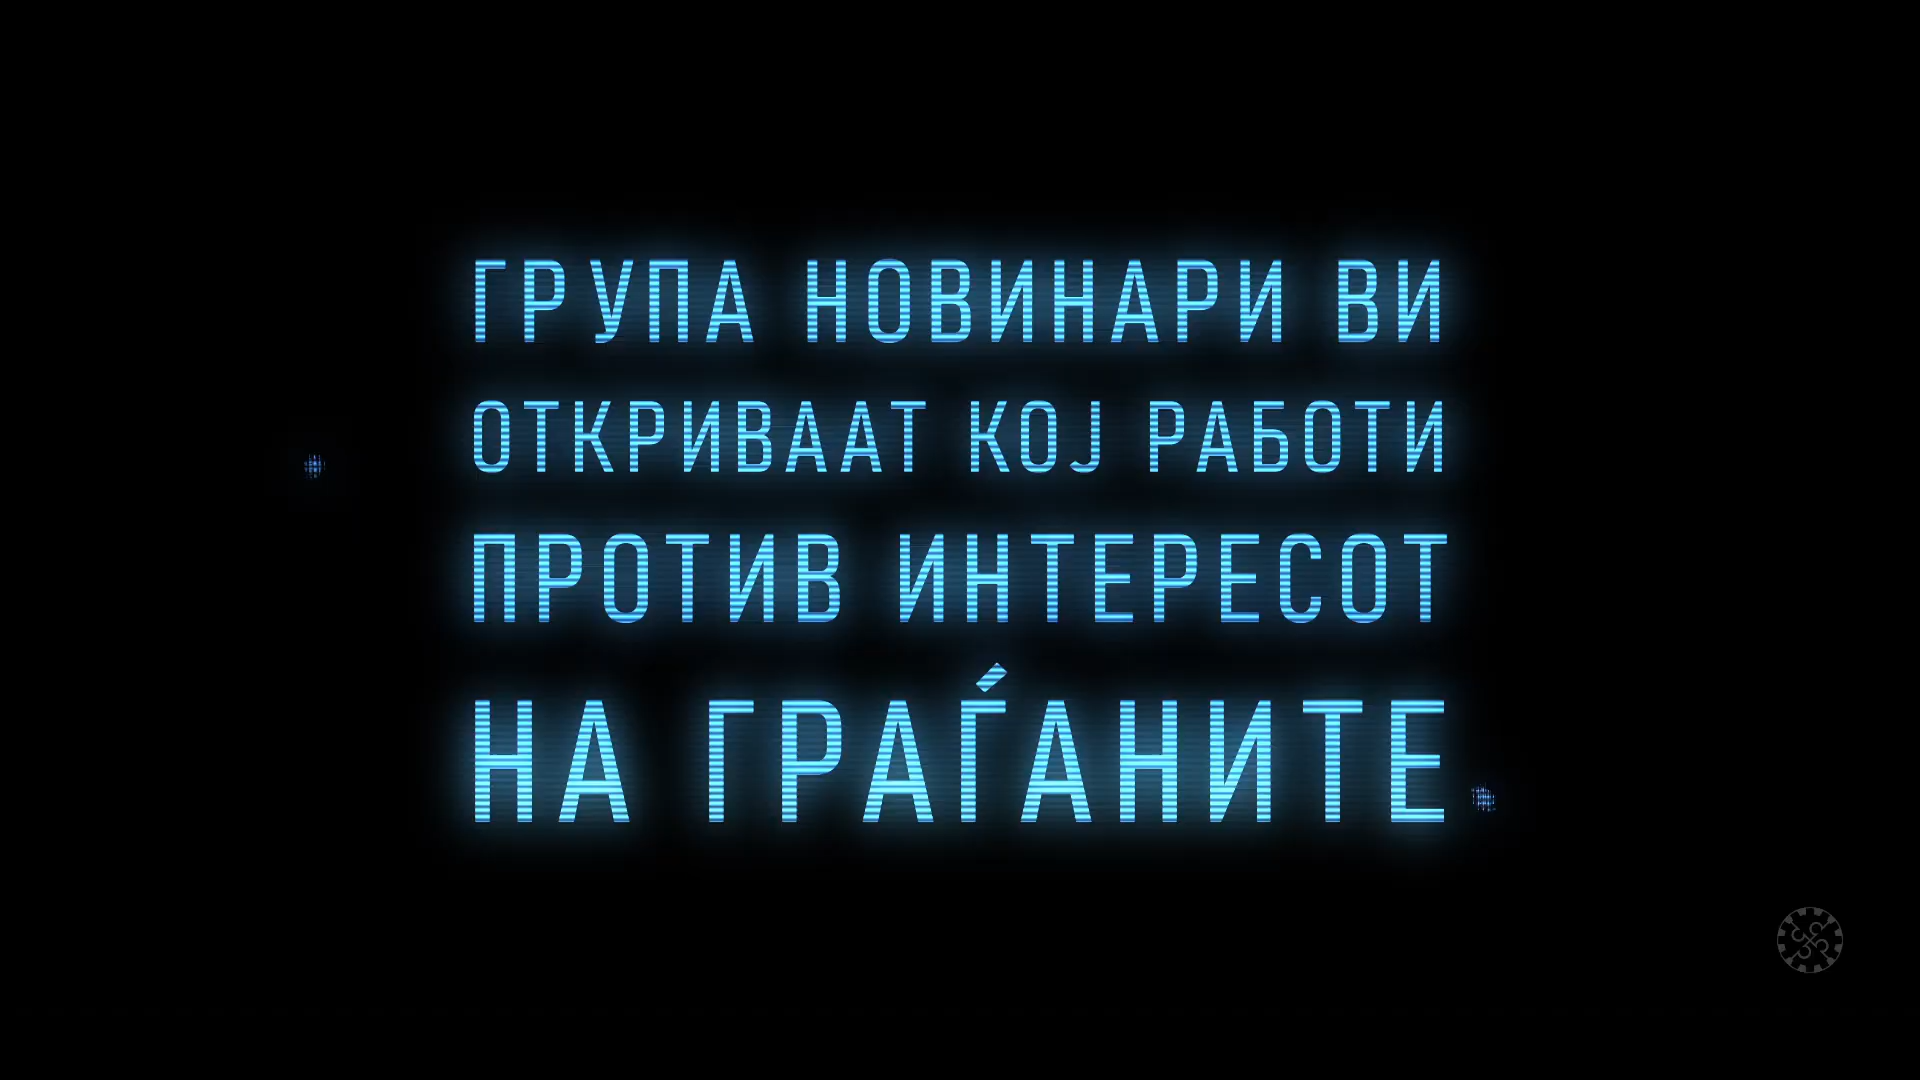 ГРУПА НОВИНАРИ ВИ
ОТКРИВААТ КОЈ РАБОТИ
ПРОТИВ ИНТЕРЕСОТ
НА ГРАЃАНИТЕ